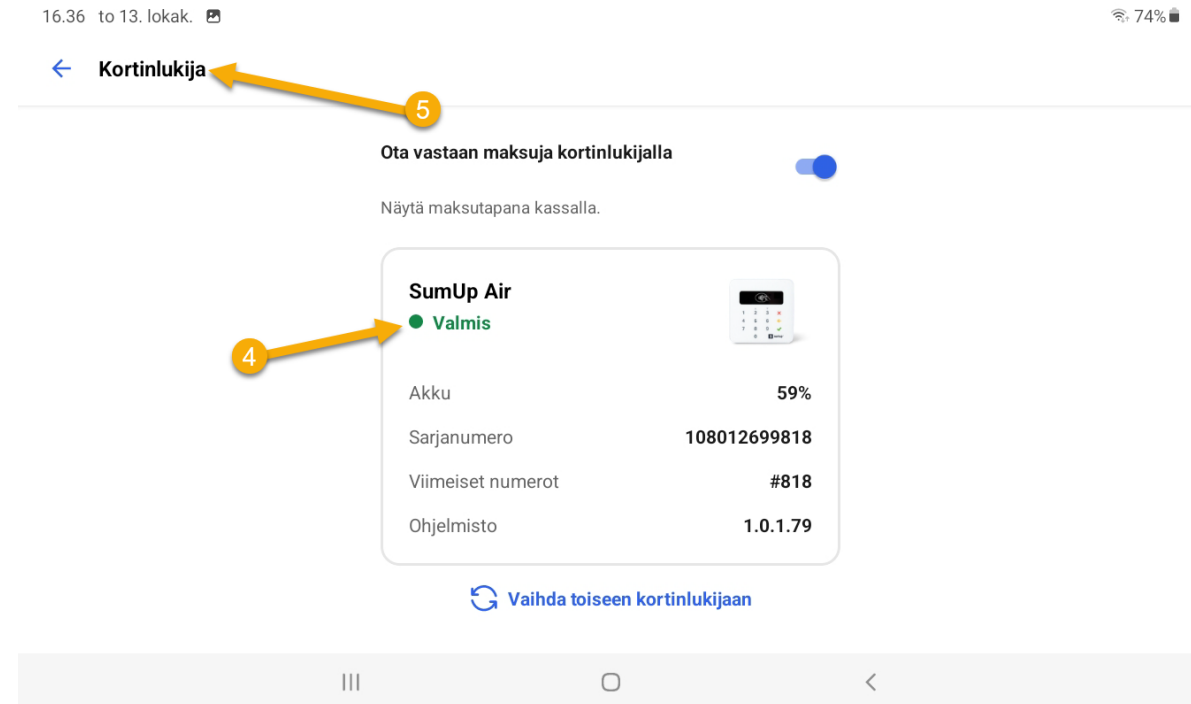 16.36 to 13. lokak. 74%
Kortinlukija
5
Ota vastaan maksuja kortinlukijalla
Näytä maksutapana kassalla.
SumUp Air
Valmis
4
Akku 59%
Sarjanumero 108012699818
Viimeiset numerot #818
Ohjelmisto 1.0.1.79
Vaihda toiseen kortinlukijaan